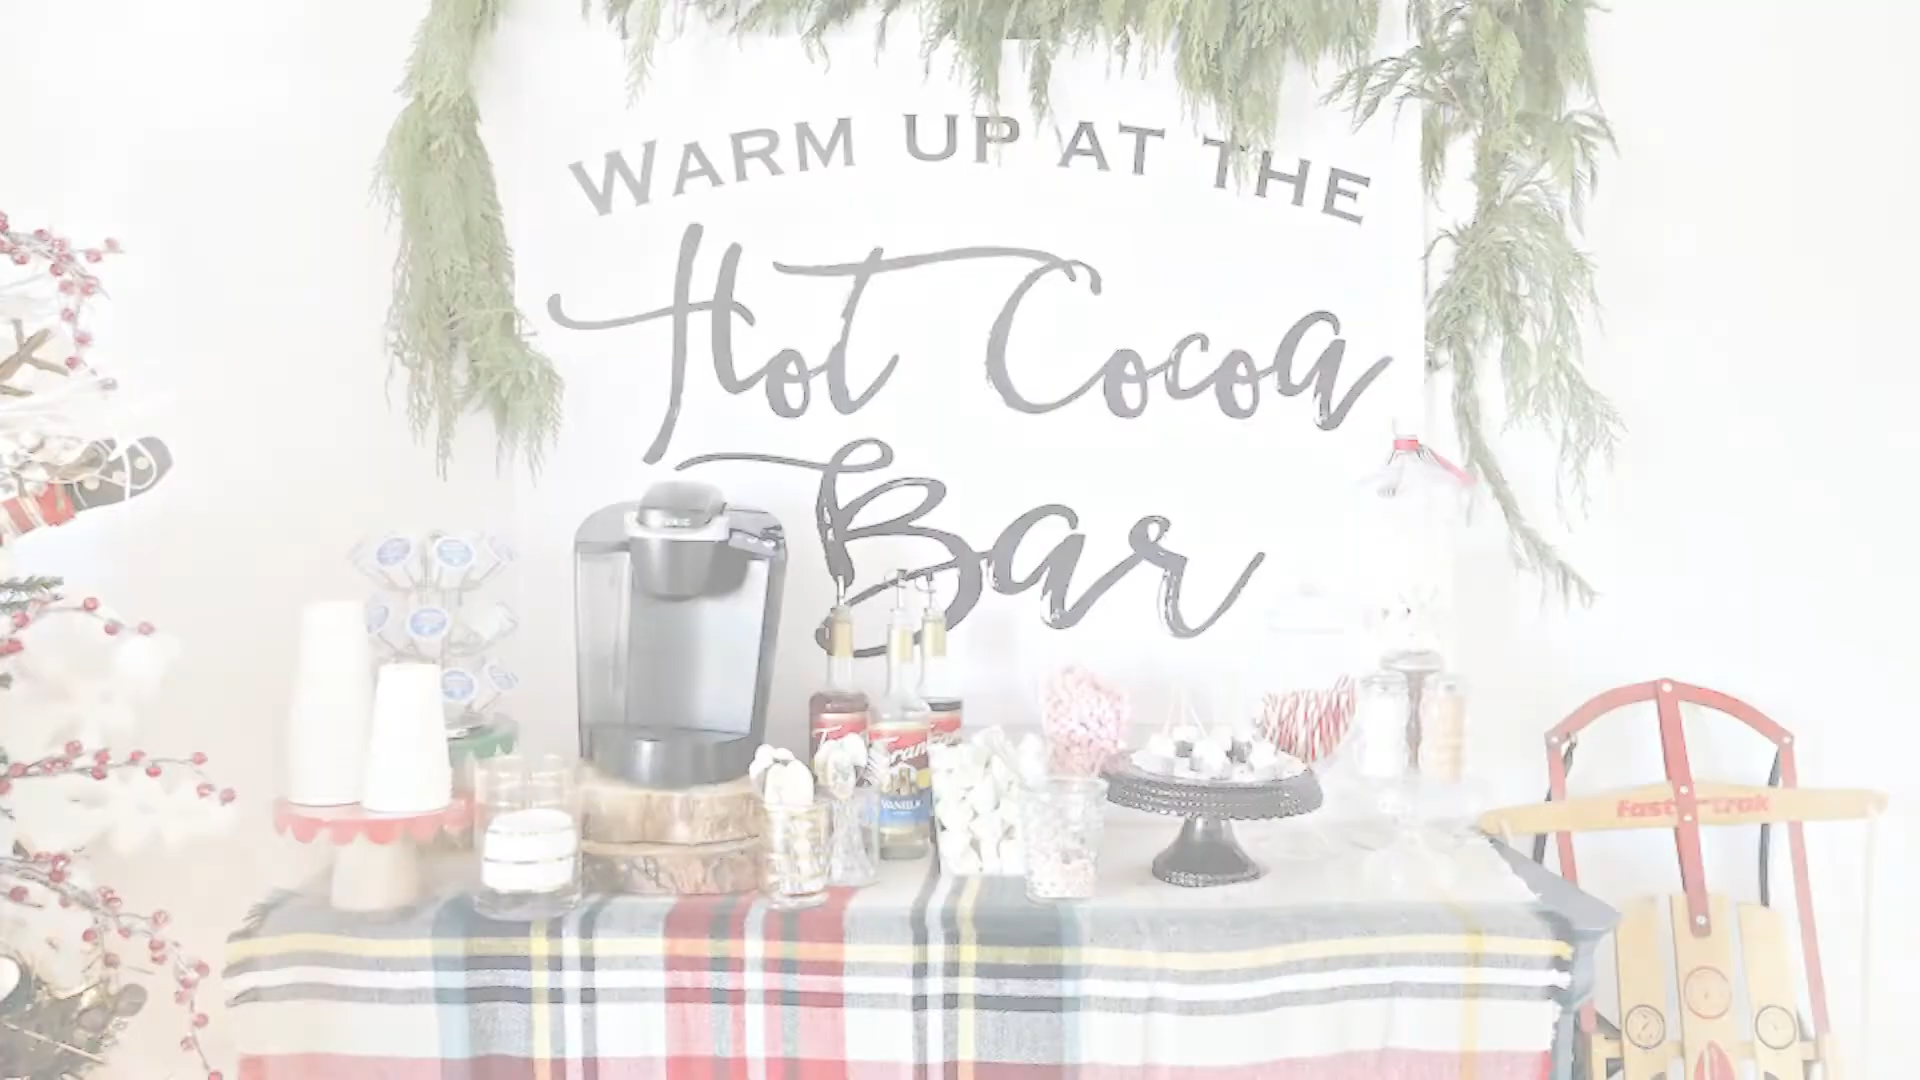 WARM UP AT THE
Hot Cocoa
Bar
VANILLA
Fast trak